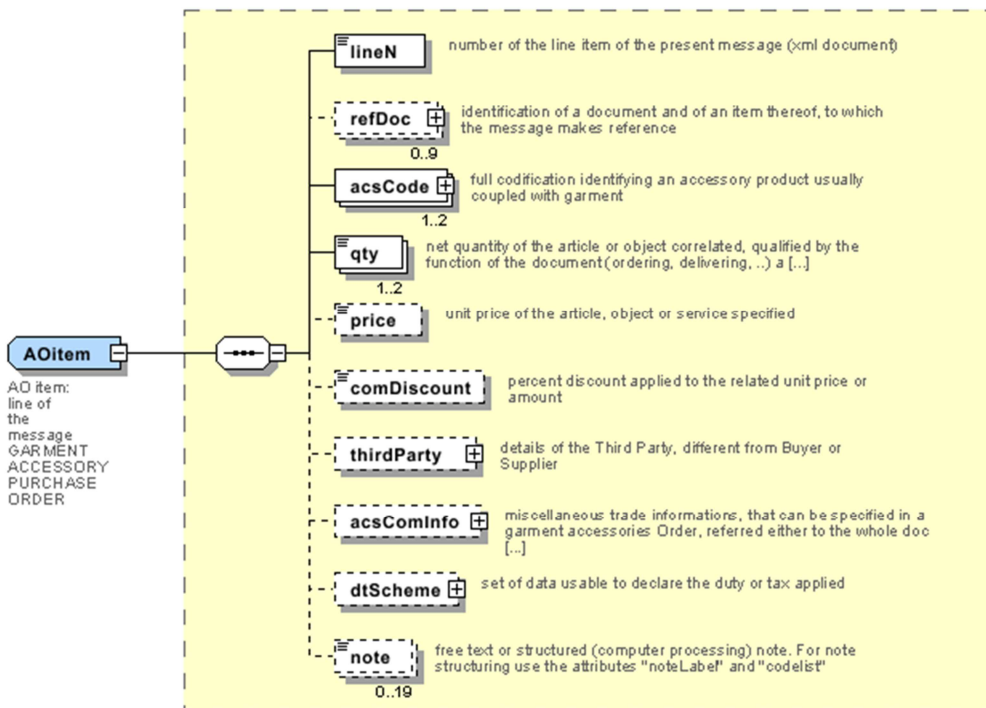 lineN
number of the line item of the present message (xml document)
refDoc
identification of a document and of an item thereof, to which
the message makes reference
0..9
acsCode
full codification identifying an accessory product usually
coupled with garment
1..2
qty
net quantity of the article or object correlated, qualified by the
function of the document (ordering, delivering, ..) a [...]
1..2
price
unit price of the article, object or service specified
AOitem
AO item:
line of
the
message
GARMENT
ACCESSORY
PURCHASE
ORDER
comDiscount
percent discount applied to the related unit price or
amount
thirdParty
details of the Third Party, different from Buyer or
Supplier
acsComInfo
miscellaneous trade informations, that can be specified in a
garment accessories Order, referred either to the whole doc
[...]
dtScheme
set of data usable to declare the duty or tax applied
note
free text or structured (computer processing) note. For note
structuring use the attributes "noteLabel" and "codelist"
0..19